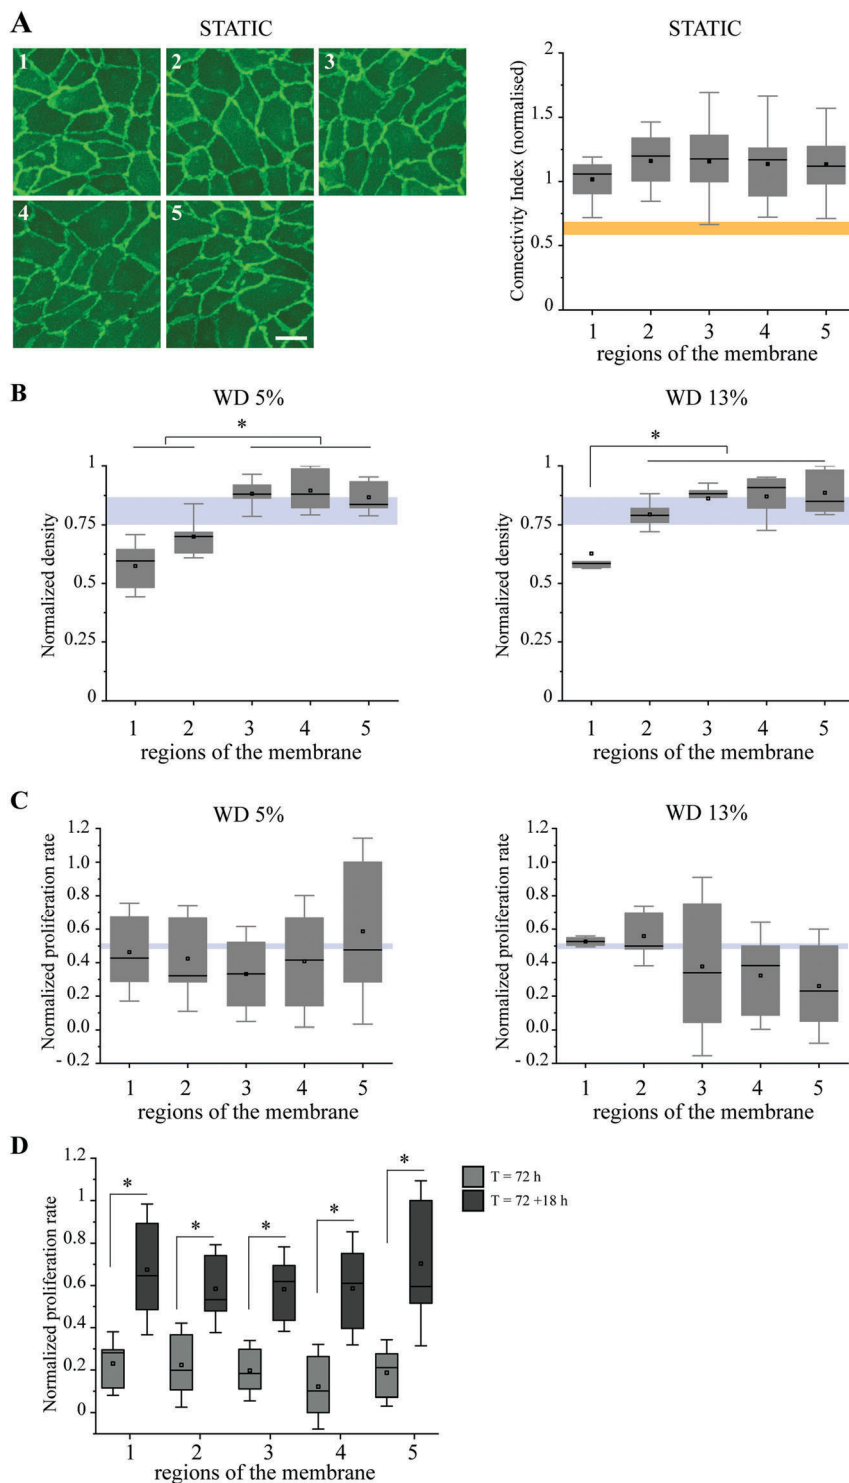 A
STATIC
1
2
3
4
5
STATIC
Connectivity Index (normalised)
2
1.5
1
0.5
0
1 2 3 4 5
regions of the membrane
B
WD 5%
*
Normalized density
1
0.75
0.5
0.25
0
1 2 3 4 5
regions of the membrane
WD 13%
*
Normalized density
1
0.75
0.5
0.25
0
1 2 3 4 5
regions of the membrane
C
WD 5%
Normalized proliferation rate
1.2
1.0
0.8
0.6
0.4
0.2
0.0
- 0.2
1 2 3 4 5
regions of the membrane
WD 13%
Normalized proliferation rate
1.2
1.0
0.8
0.6
0.4
0.2
0.0
- 0.2
1 2 3 4 5
regions of the membrane
D
Normalized proliferation rate
1.2
1
0.8
0.6
0.4
0.2
0
* * * * *
1 2 3 4 5
regions of the membrane
T = 72 h
T = 72 +18 h